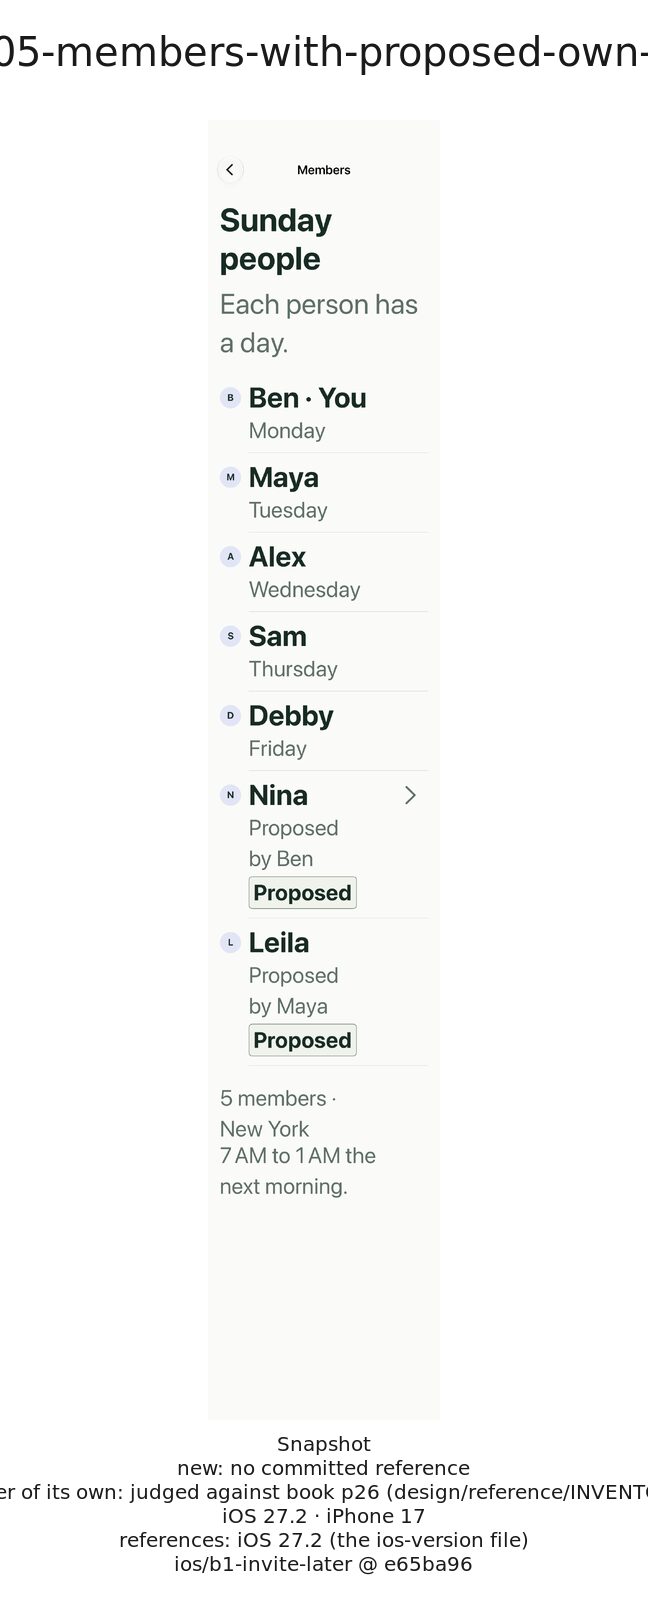 05-members-with-proposed-own-
Members
Sunday
people
Each person has
a day.
B
Ben · You
Monday
M
Maya
Tuesday
A
Alex
Wednesday
S
Sam
Thursday
D
Debby
Friday
N
Nina
Proposed
by Ben
Proposed
L
Leila
Proposed
by Maya
Proposed
5 members ·
New York
7 AM to 1 AM the
next morning.
Snapshot
new: no committed reference
er of its own: judged against book p26 (design/reference/INVENTO
iOS 27.2 · iPhone 17
references: iOS 27.2 (the ios-version file)
ios/b1-invite-later @ e65ba96